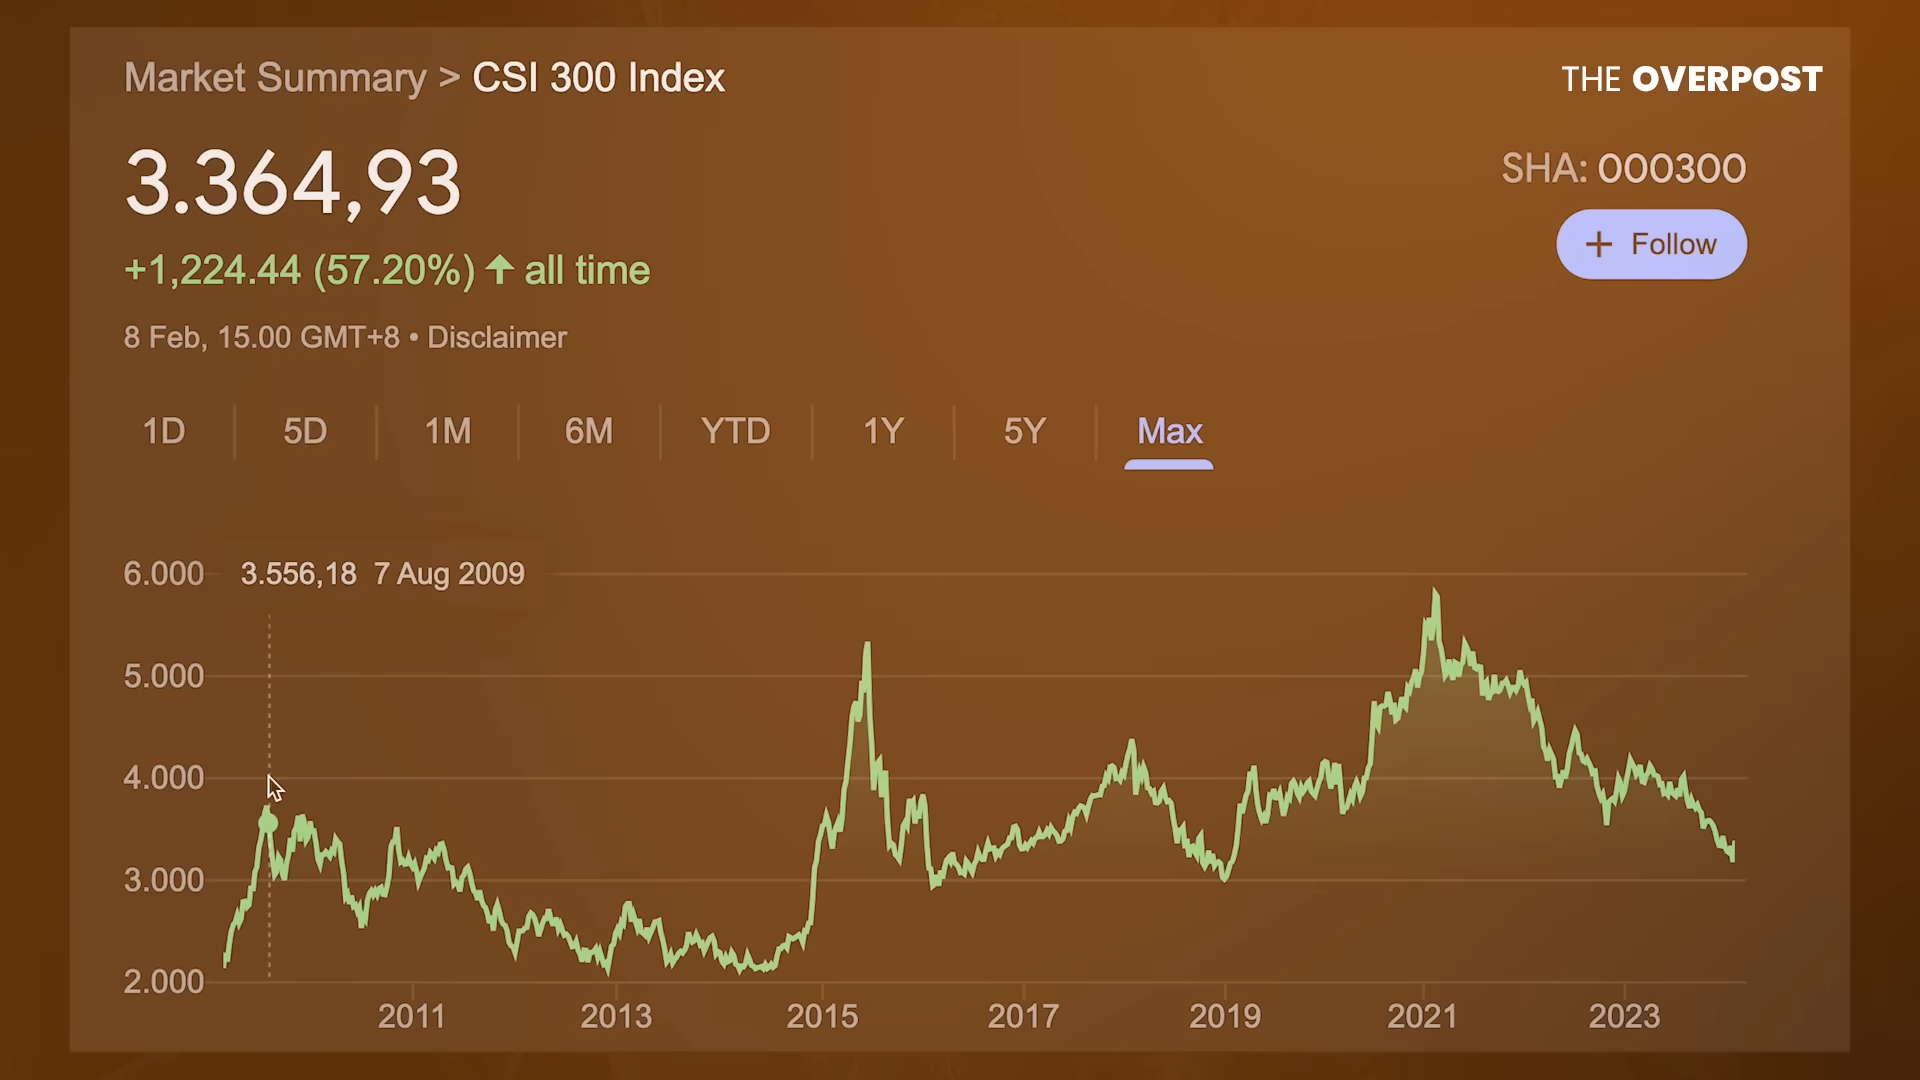 Market Summary > CSI 300 Index
THE OVERPOST
3.364,93
SHA: 000300
+1,224.44 (57.20%) ↑ all time
+ Follow
8 Feb, 15.00 GMT+8 • Disclaimer
1D 5D 1M 6M YTD 1Y 5Y Max
6.000 3.556,18 7 Aug 2009
5.000
4.000
3.000
2.000
2011 2013 2015 2017 2019 2021 2023